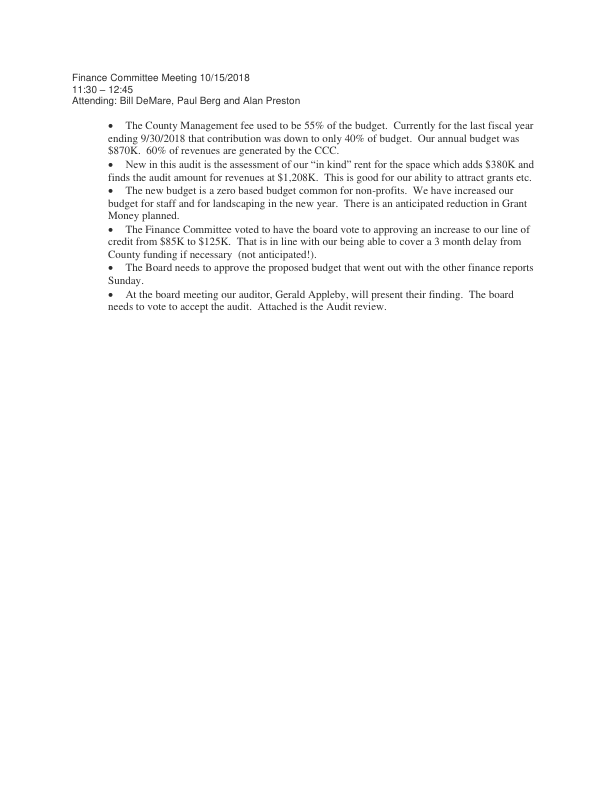 Finance Committee Meeting 10/15/2018
11:30 – 12:45
Attending: Bill DeMare, Paul Berg and Alan Preston
• The County Management fee used to be 55% of the budget. Currently for the last fiscal year
ending 9/30/2018 that contribution was down to only 40% of budget. Our annual budget was
$870K. 60% of revenues are generated by the CCC.
• New in this audit is the assessment of our “in kind” rent for the space which adds $380K and
finds the audit amount for revenues at $1,208K. This is good for our ability to attract grants etc.
• The new budget is a zero based budget common for non-profits. We have increased our
budget for staff and for landscaping in the new year. There is an anticipated reduction in Grant
Money planned.
• The Finance Committee voted to have the board vote to approving an increase to our line of
credit from $85K to $125K. That is in line with our being able to cover a 3 month delay from
County funding if necessary (not anticipated!).
• The Board needs to approve the proposed budget that went out with the other finance reports
Sunday.
• At the board meeting our auditor, Gerald Appleby, will present their finding. The board
needs to vote to accept the audit. Attached is the Audit review.